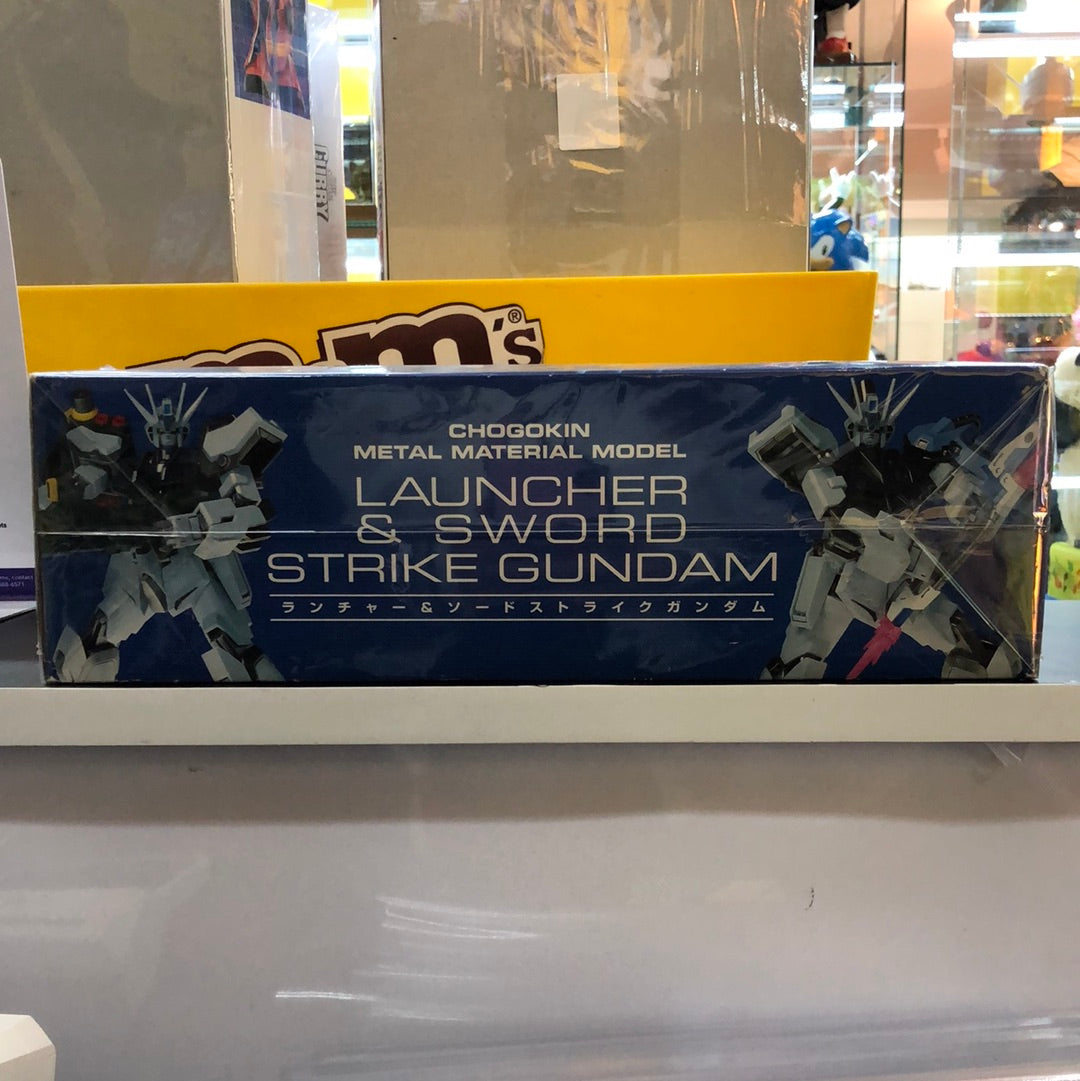 FURBY
m's®
CHOGOKIN
METAL MATERIAL MODEL
LAUNCHER
& SWORD
STRIKE GUNDAM
ランチャー&ソードストライクガンダム